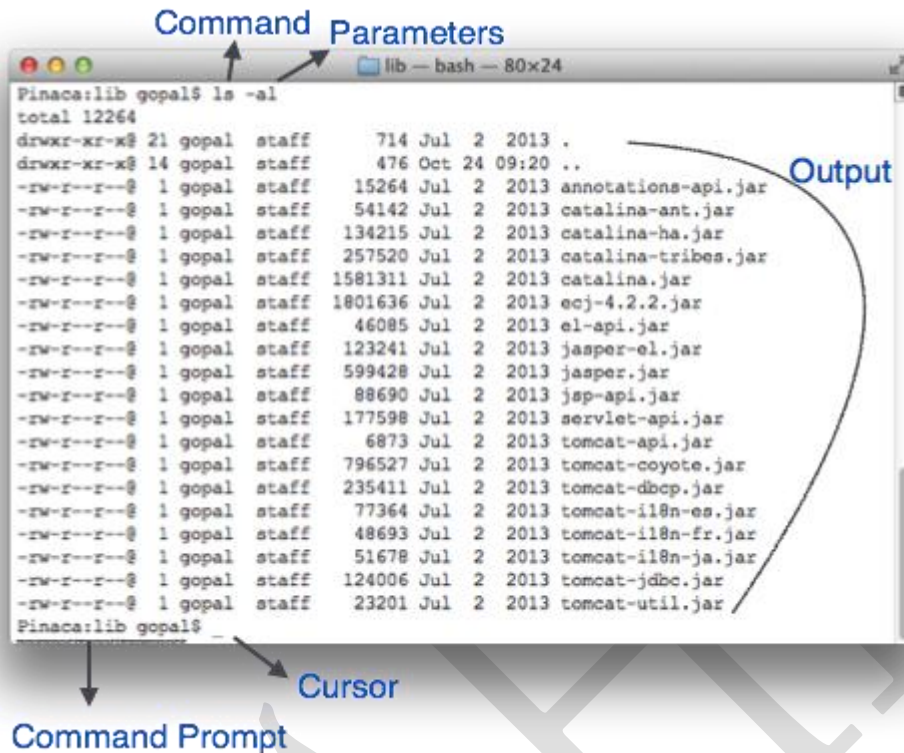 Command Parameters
lib — bash — 80×24
Pinaca:lib gopal$ ls -al
total 12264
drwxr-xr-x@ 21 gopal staff 714 Jul 2 2013 .
drwxr-xr-x@ 14 gopal staff 476 Oct 24 09:20 ..
Output
-rw-r--r--@ 1 gopal staff 15264 Jul 2 2013 annotations-api.jar
-rw-r--r--@ 1 gopal staff 54142 Jul 2 2013 catalina-ant.jar
-rw-r--r--@ 1 gopal staff 134215 Jul 2 2013 catalina-ha.jar
-rw-r--r--@ 1 gopal staff 257520 Jul 2 2013 catalina-tribes.jar
-rw-r--r--@ 1 gopal staff 1581311 Jul 2 2013 catalina.jar
-rw-r--r--@ 1 gopal staff 1801636 Jul 2 2013 ecj-4.2.2.jar
-rw-r--r--@ 1 gopal staff 46085 Jul 2 2013 el-api.jar
-rw-r--r--@ 1 gopal staff 123241 Jul 2 2013 jasper-el.jar
-rw-r--r--@ 1 gopal staff 599428 Jul 2 2013 jasper.jar
-rw-r--r--@ 1 gopal staff 88690 Jul 2 2013 jsp-api.jar
-rw-r--r--@ 1 gopal staff 177598 Jul 2 2013 servlet-api.jar
-rw-r--r--@ 1 gopal staff 6873 Jul 2 2013 tomcat-api.jar
-rw-r--r--@ 1 gopal staff 796527 Jul 2 2013 tomcat-coyote.jar
-rw-r--r--@ 1 gopal staff 235411 Jul 2 2013 tomcat-dbcp.jar
-rw-r--r--@ 1 gopal staff 77364 Jul 2 2013 tomcat-i18n-es.jar
-rw-r--r--@ 1 gopal staff 48693 Jul 2 2013 tomcat-i18n-fr.jar
-rw-r--r--@ 1 gopal staff 51678 Jul 2 2013 tomcat-i18n-ja.jar
-rw-r--r--@ 1 gopal staff 124006 Jul 2 2013 tomcat-jdbc.jar
-rw-r--r--@ 1 gopal staff 23201 Jul 2 2013 tomcat-util.jar
Pinaca:lib gopal$ _
Cursor
Command Prompt